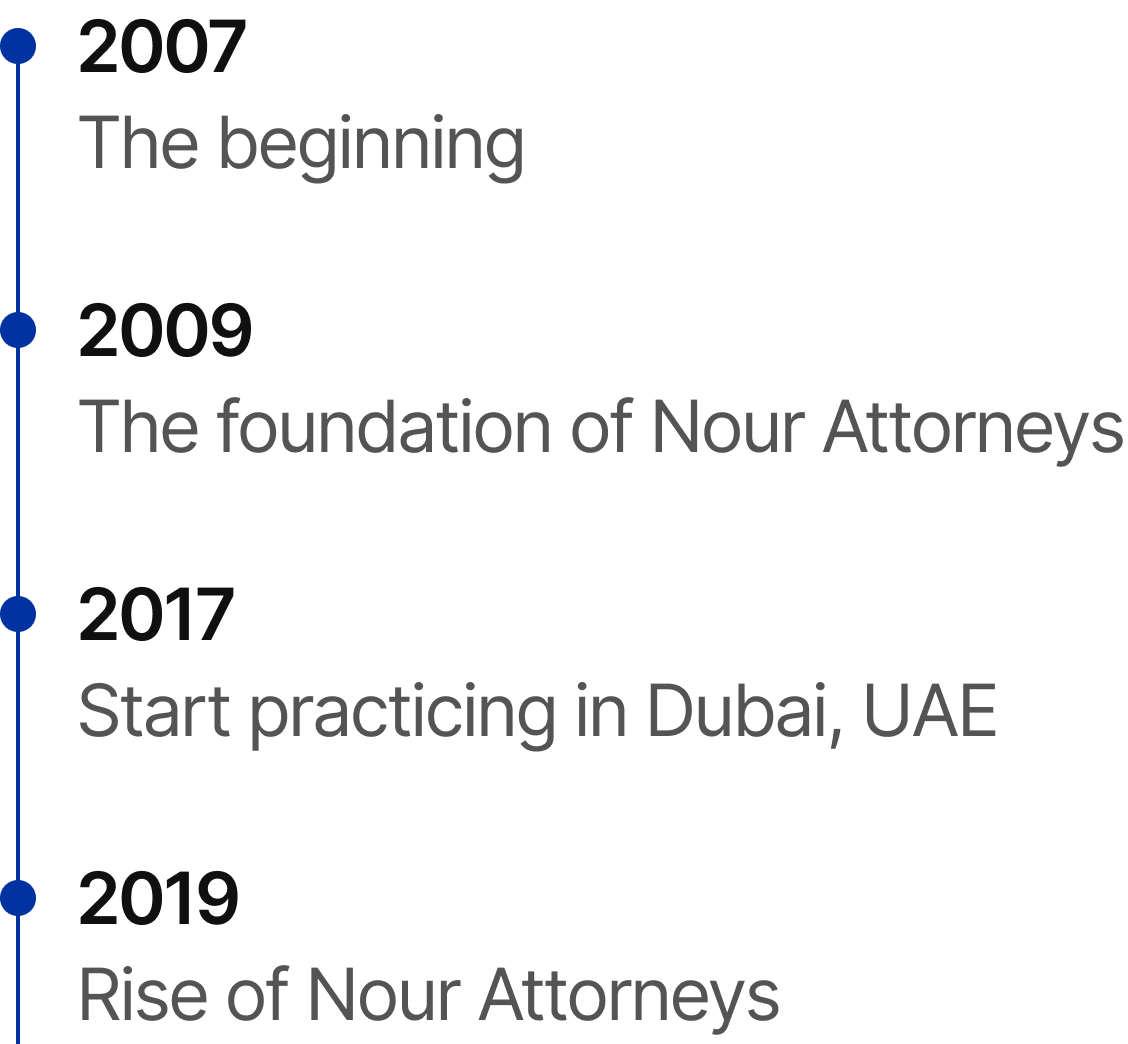 2007
The beginning
2009
The foundation of Nour Attorneys
2017
Start practicing in Dubai, UAE
2019
Rise of Nour Attorneys